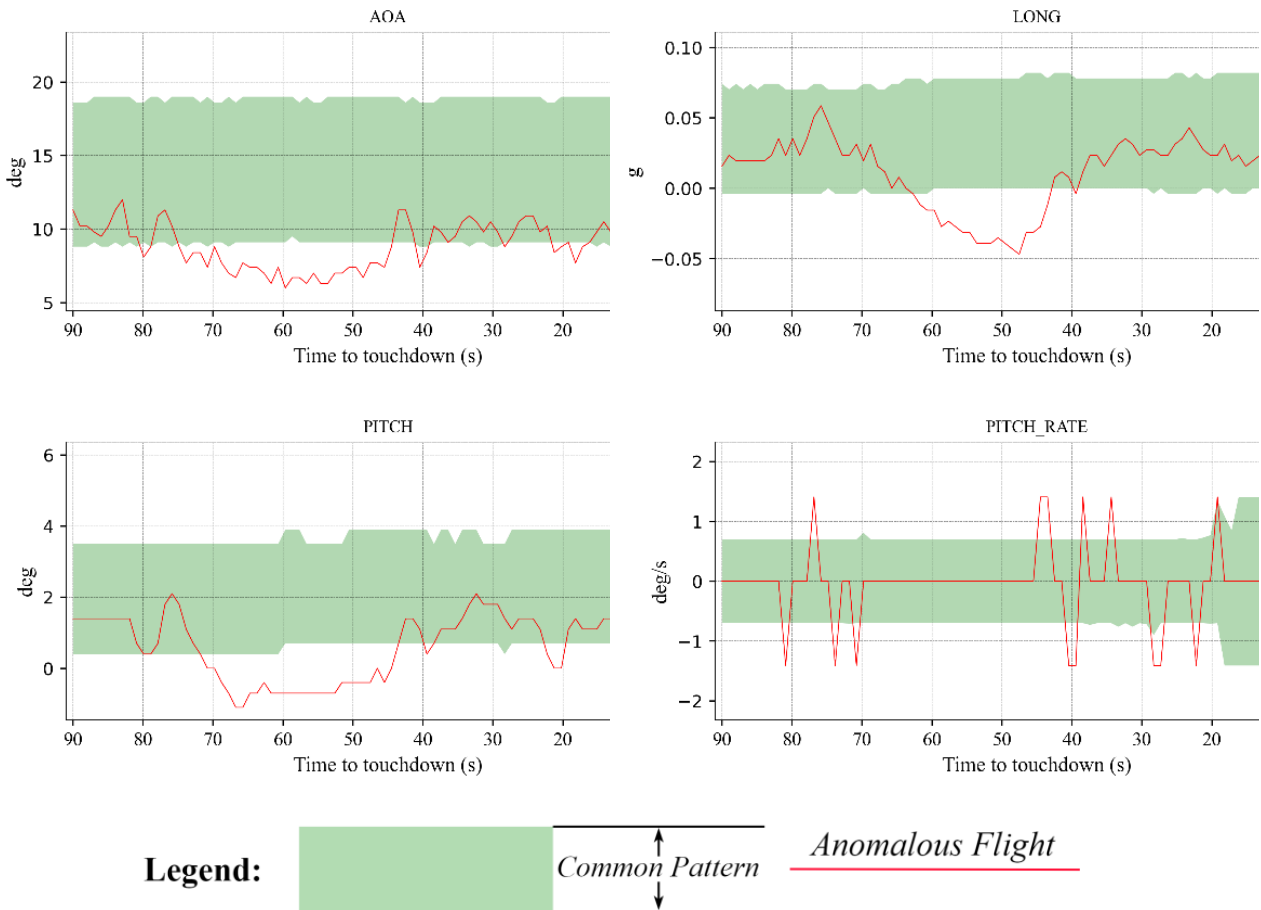 AOA
20
15
10
5
deg
90 80 70 60 50 40 30 20
Time to touchdown (s)
LONG
0.10
0.05
0.00
−0.05
g
90 80 70 60 50 40 30 20
Time to touchdown (s)
PITCH
6
4
2
0
deg
90 80 70 60 50 40 30 20
Time to touchdown (s)
PITCH_RATE
2
1
0
−1
−2
deg/s
90 80 70 60 50 40 30 20
Time to touchdown (s)
Legend:
Common Pattern
Anomalous Flight